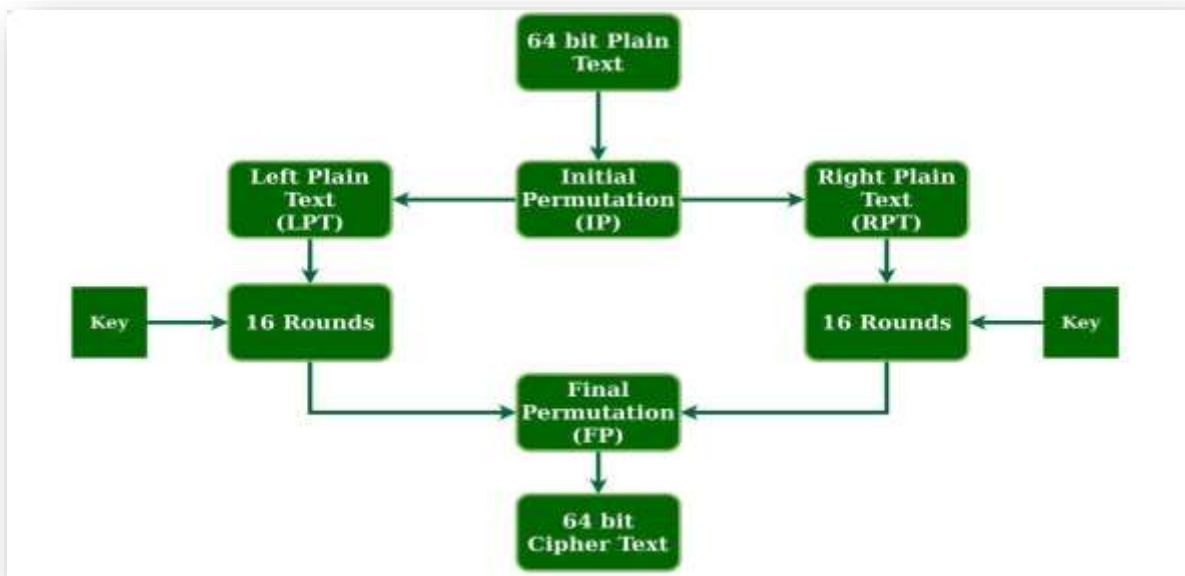 64 bit Plain
Text
Left Plain
Text
(LPT)
Initial
Permutation
(IP)
Right Plain
Text
(RPT)
Key
16 Rounds
16 Rounds
Key
Final
Permutation
(FP)
64 bit
Cipher Text